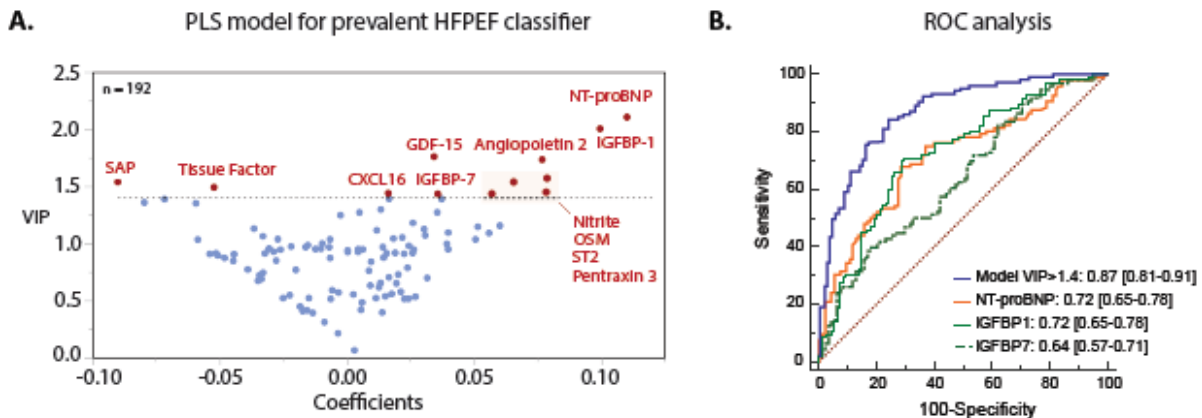 A.
PLS model for prevalent HFPEF classifier
n = 192
VIP
2.5
2.0
1.5
1.0
0.5
0.0
NT-proBNP
IGFBP-1
GDF-15
Angiopoietin 2
SAP
Tissue Factor
CXCL16
IGFBP-7
Nitrite
OSM
ST2
Pentraxin 3
-0.10
-0.05
0.00
0.05
0.10
Coefficients
B.
ROC analysis
Sensitivity
100
80
60
40
20
0
Model VIP>1.4: 0.87 [0.81-0.91]
NT-proBNP: 0.72 [0.65-0.78]
IGFBP1: 0.72 [0.65-0.78]
IGFBP7: 0.64 [0.57-0.71]
0
20
40
60
80
100
100-Specificity